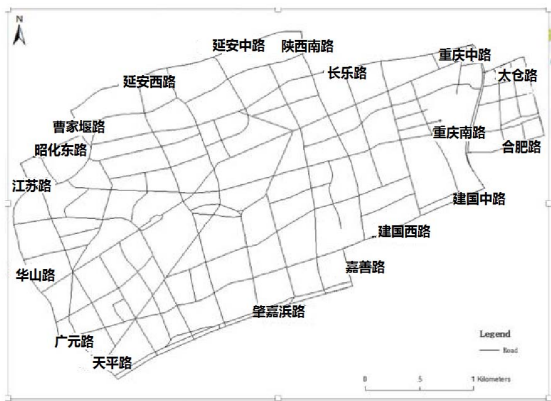 N
延安中路
陕西南路
重庆中路
长乐路
太仓路
延安西路
曹家堰路
重庆南路
昭化东路
合肥路
江苏路
建国中路
建国西路
嘉善路
华山路
肇嘉浜路
广元路
天平路
Legend
Road
0 .5 1 Kilometers